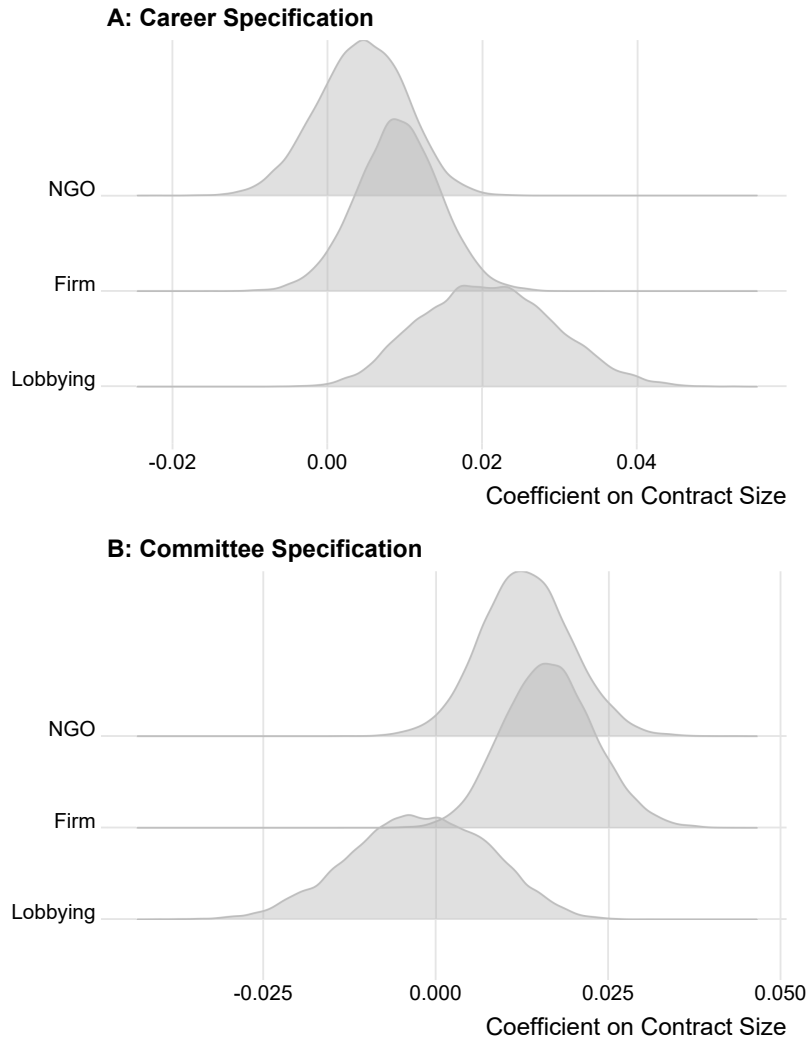 A: Career Specification
NGO
Firm
Lobbying
-0.02 0.00 0.02 0.04
Coefficient on Contract Size
B: Committee Specification
NGO
Firm
Lobbying
-0.025 0.000 0.025 0.050
Coefficient on Contract Size